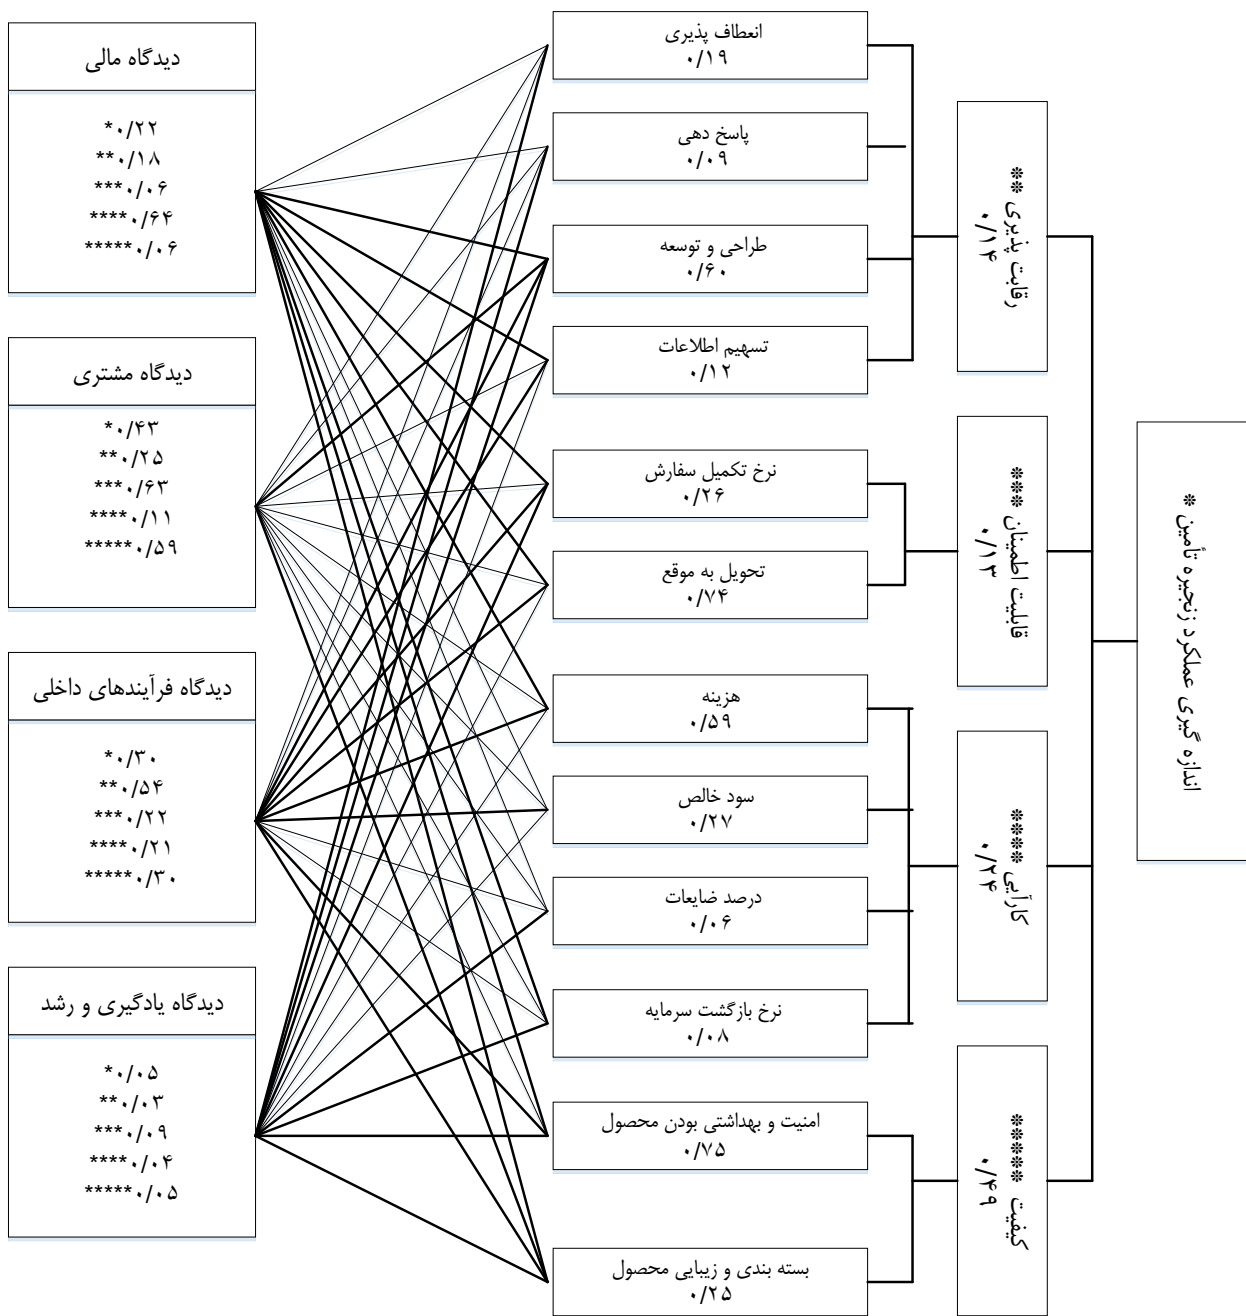 اندازه گیری عملکرد زنجیره تأمین *
رقابت پذیری **
۰/۱۴
قابلیت اطمینان ***
۰/۱۳
کارآیی ****
۰/۲۴
کیفیت *****
۰/۴۹
انعطاف پذیری
۰/۱۹
پاسخ دهی
۰/۰۹
طراحی و توسعه
۰/۶۰
تسهیم اطلاعات
۰/۱۲
نرخ تکمیل سفارش
۰/۲۶
تحویل به موقع
۰/۷۴
هزینه
۰/۵۹
سود خالص
۰/۲۷
درصد ضایعات
۰/۰۶
نرخ بازگشت سرمایه
۰/۰۸
امنیت و بهداشتی بودن محصول
۰/۷۵
بسته بندی و زیبایی محصول
۰/۲۵
دیدگاه مالی
*۰/۲۲
**۰/۱۸
***۰/۰۶
****۰/۶۴
*****۰/۰۶
دیدگاه مشتری
*۰/۴۳
**۰/۲۵
***۰/۶۳
****۰/۱۱
*****۰/۵۹
دیدگاه فرآیندهای داخلی
*۰/۳۰
**۰/۵۴
***۰/۲۲
****۰/۲۱
*****۰/۳۰
دیدگاه یادگیری و رشد
*۰/۰۵
**۰/۰۳
***۰/۰۹
****۰/۰۴
*****۰/۰۵